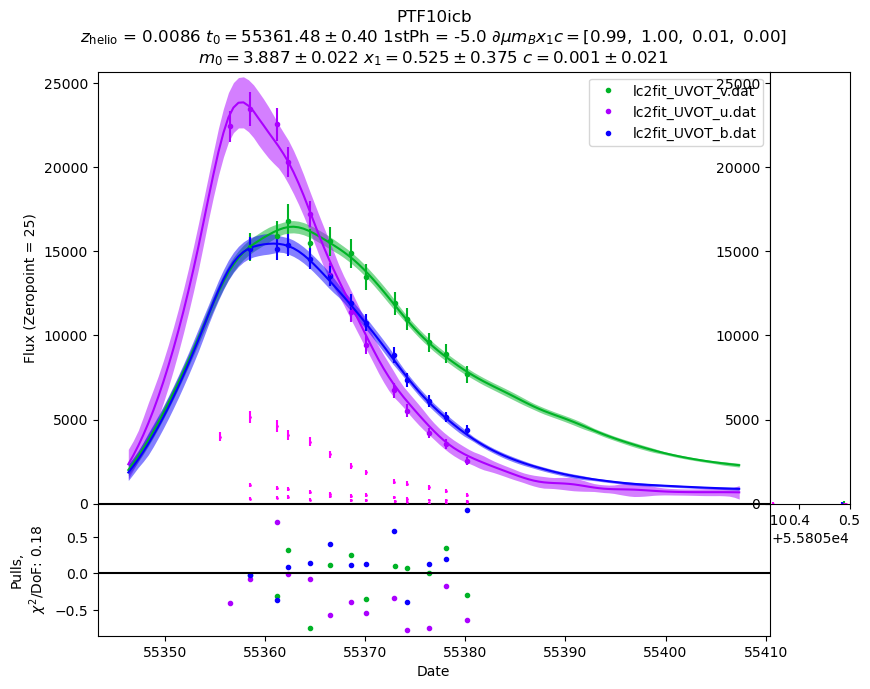 PTF10icb
z_helio = 0.0086 t_0 = 55361.48 ± 0.40 1stPh = -5.0 ∂μm_Bx_1c = [0.99, 1.00, 0.01, 0.00]
m_0 = 3.887 ± 0.022 x_1 = 0.525 ± 0.375 c = 0.001 ± 0.021
lc2fit_UVOT_v.dat
lc2fit_UVOT_u.dat
lc2fit_UVOT_b.dat
Flux (Zeropoint = 25)
25000
20000
15000
10000
5000
0
25000
20000
15000
10000
5000
0
0.4
0.5
+5.5805e4
Pulls,
χ²/DoF: 0.18
0.5
0.0
−0.5
55350
55360
55370
55380
55390
55400
55410
Date